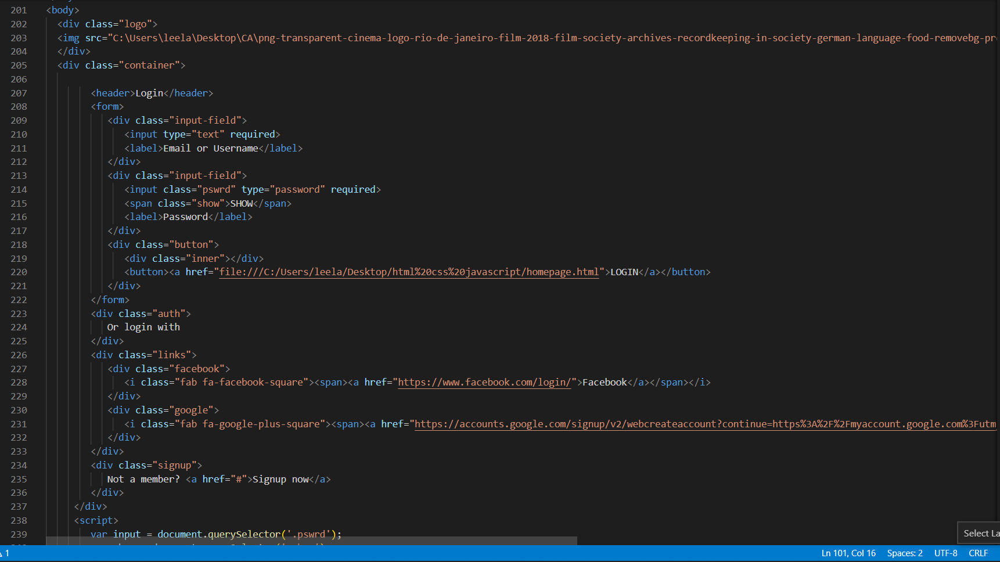 201 <body>
202 <div class="logo">
203 <img src="C:\Users\leela\Desktop\CA\png-transparent-cinema-logo-rio-de-janeiro-film-2018-film-society-archives-recordkeeping-in-society-german-language-food-removebg-pr
204 </div>
205 <div class="container">
206
207 <header>Login</header>
208 <form>
209 <div class="input-field">
210 <input type="text" required>
211 <label>Email or Username</label>
212 </div>
213 <div class="input-field">
214 <input class="pswrd" type="password" required>
215 <span class="show">SHOW</span>
216 <label>Password</label>
217 </div>
218 <div class="button">
219 <div class="inner"></div>
220 <button><a href="file:///C:/Users/leela/Desktop/html%20css%20javascript/homepage.html">LOGIN</a></button>
221 </div>
222 </form>
223 <div class="auth">
224 Or login with
225 </div>
226 <div class="links">
227 <div class="facebook">
228 <i class="fab fa-facebook-square"><span><a href="https://www.facebook.com/login/">Facebook</a></span></i>
229 </div>
230 <div class="google">
231 <i class="fab fa-google-plus-square"><span><a href="https://accounts.google.com/signup/v2/webcreateaccount?continue=https%3A%2F%2Fmyaccount.google.com%3Futm_
232 </div>
233 </div>
234 <div class="signup">
235 Not a member? <a href="#">Signup now</a>
236 </div>
237 </div>
238 <script>
239 var input = document.querySelector('.pswrd');
Select La
1 Ln 101, Col 16 Spaces: 2 UTF-8 CRLF